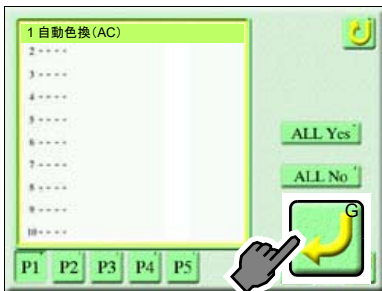 1 自動色換（AC）
2 ----
3 ----
4 ----
5 ----
6 ----
7 ----
8 ----
9 ----
10 ----
ALL Yes
ALL No
G
P1 P2 P3 P4 P5